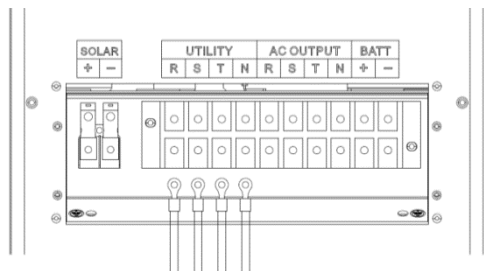 SOLAR UTILITY AC OUTPUT BATT
+ − R S T N R S T N + −